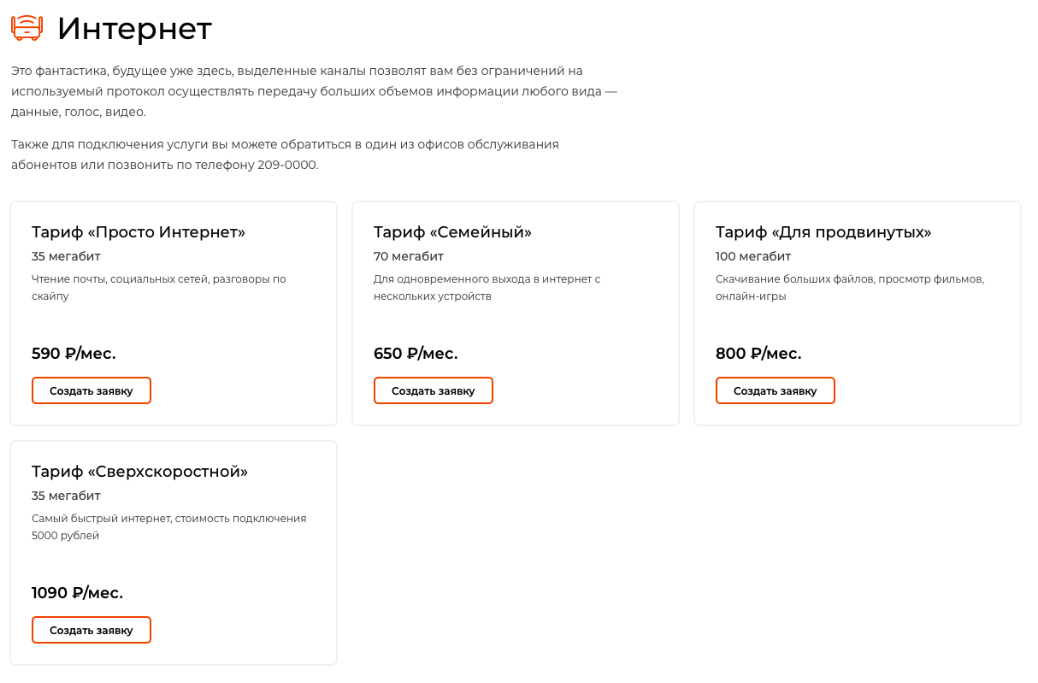 Интернет
Это фантастика, будущее уже здесь, выделенные каналы позволят вам без ограничений на
используемый протокол осуществлять передачу больших объемов информации любого вида —
данные, голос, видео.
Также для подключения услуги вы можете обратиться в один из офисов обслуживания
абонентов или позвонить по телефону 209-0000.
Тариф «Просто Интернет»
35 мегабит
Чтение почты, социальных сетей, разговоры по
скайпу
590 ₽/мес.
Создать заявку
Тариф «Семейный»
70 мегабит
Для одновременного выхода в интернет с
нескольких устройств
650 ₽/мес.
Создать заявку
Тариф «Для продвинутых»
100 мегабит
Скачивание больших файлов, просмотр фильмов,
онлайн-игры
800 ₽/мес.
Создать заявку
Тариф «Сверхскоростной»
35 мегабит
Самый быстрый интернет, стоимость подключения
5000 рублей
1090 ₽/мес.
Создать заявку